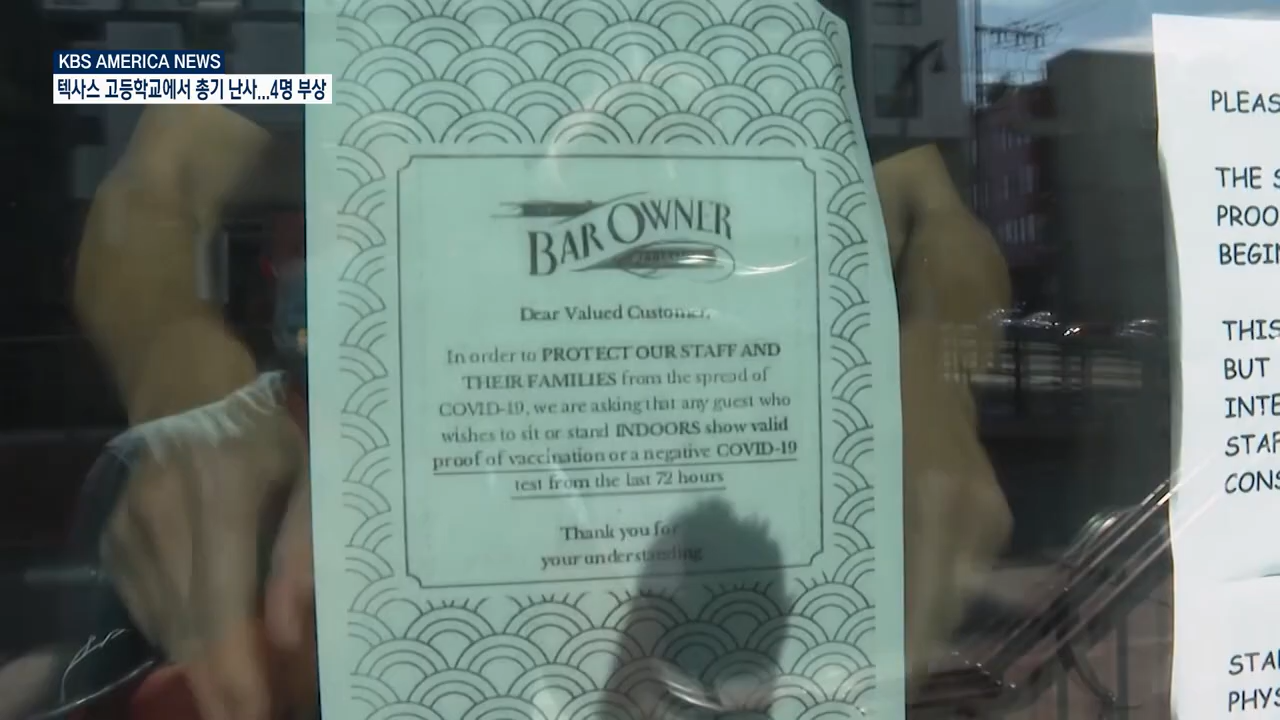 KBS AMERICA NEWS
텍사스 고등학교에서 총기 난사...4명 부상
BAR OWNER
Dear Valued Customer,
In order to PROTECT OUR STAFF AND
THEIR FAMILIES from the spread of
COVID-19, we are asking that any guest who
wishes to sit or stand INDOORS show valid
proof of vaccination or a negative COVID-19
test from the last 72 hours
Thank you for
your understanding
PLEAS
THE S
PROO
BEGIN
THIS
BUT
INTE
STAF
CONS
STA
PHYS